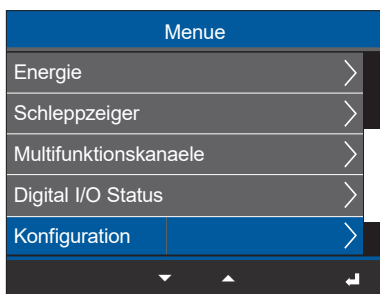 Menue
Energie
Schleppzeiger
Multifunktionskanaele
Digital I/O Status
Konfiguration